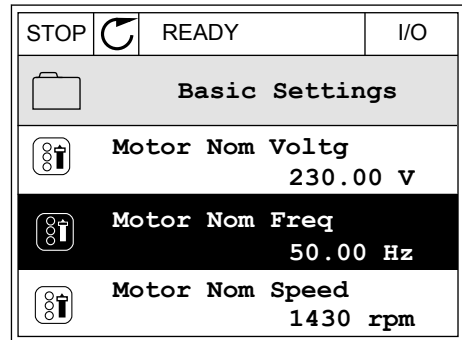 STOP READY I/O
Basic Settings
Motor Nom Voltg
230.00 V
Motor Nom Freq
50.00 Hz
Motor Nom Speed
1430 rpm